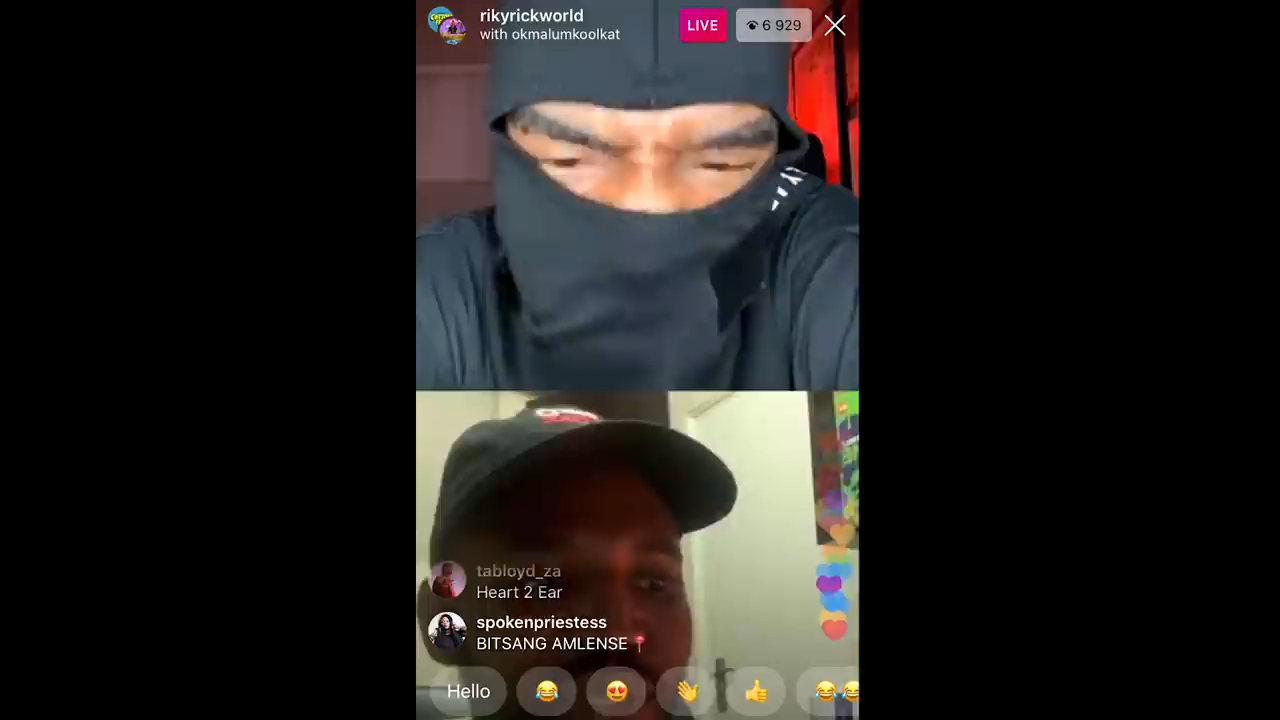 rikyrickworld
with okmalumkoolkat
LIVE
6 929
tabloyd_za
Heart 2 Ear
spokenpriestess
BITSANG AMLENSE
Hello